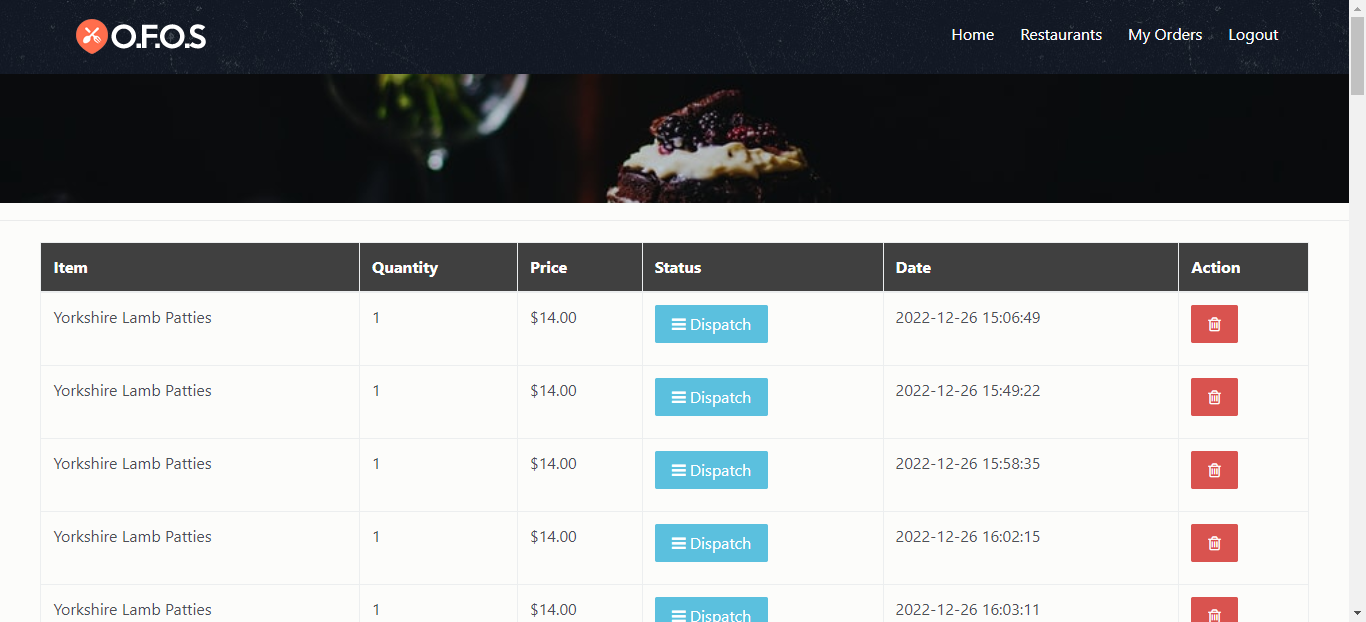 O.F.O.S
Home Restaurants My Orders Logout
Item Quantity Price Status Date Action
Yorkshire Lamb Patties 1 $14.00 Dispatch 2022-12-26 15:06:49
Yorkshire Lamb Patties 1 $14.00 Dispatch 2022-12-26 15:49:22
Yorkshire Lamb Patties 1 $14.00 Dispatch 2022-12-26 15:58:35
Yorkshire Lamb Patties 1 $14.00 Dispatch 2022-12-26 16:02:15
Yorkshire Lamb Patties 1 $14.00 Dispatch 2022-12-26 16:03:11